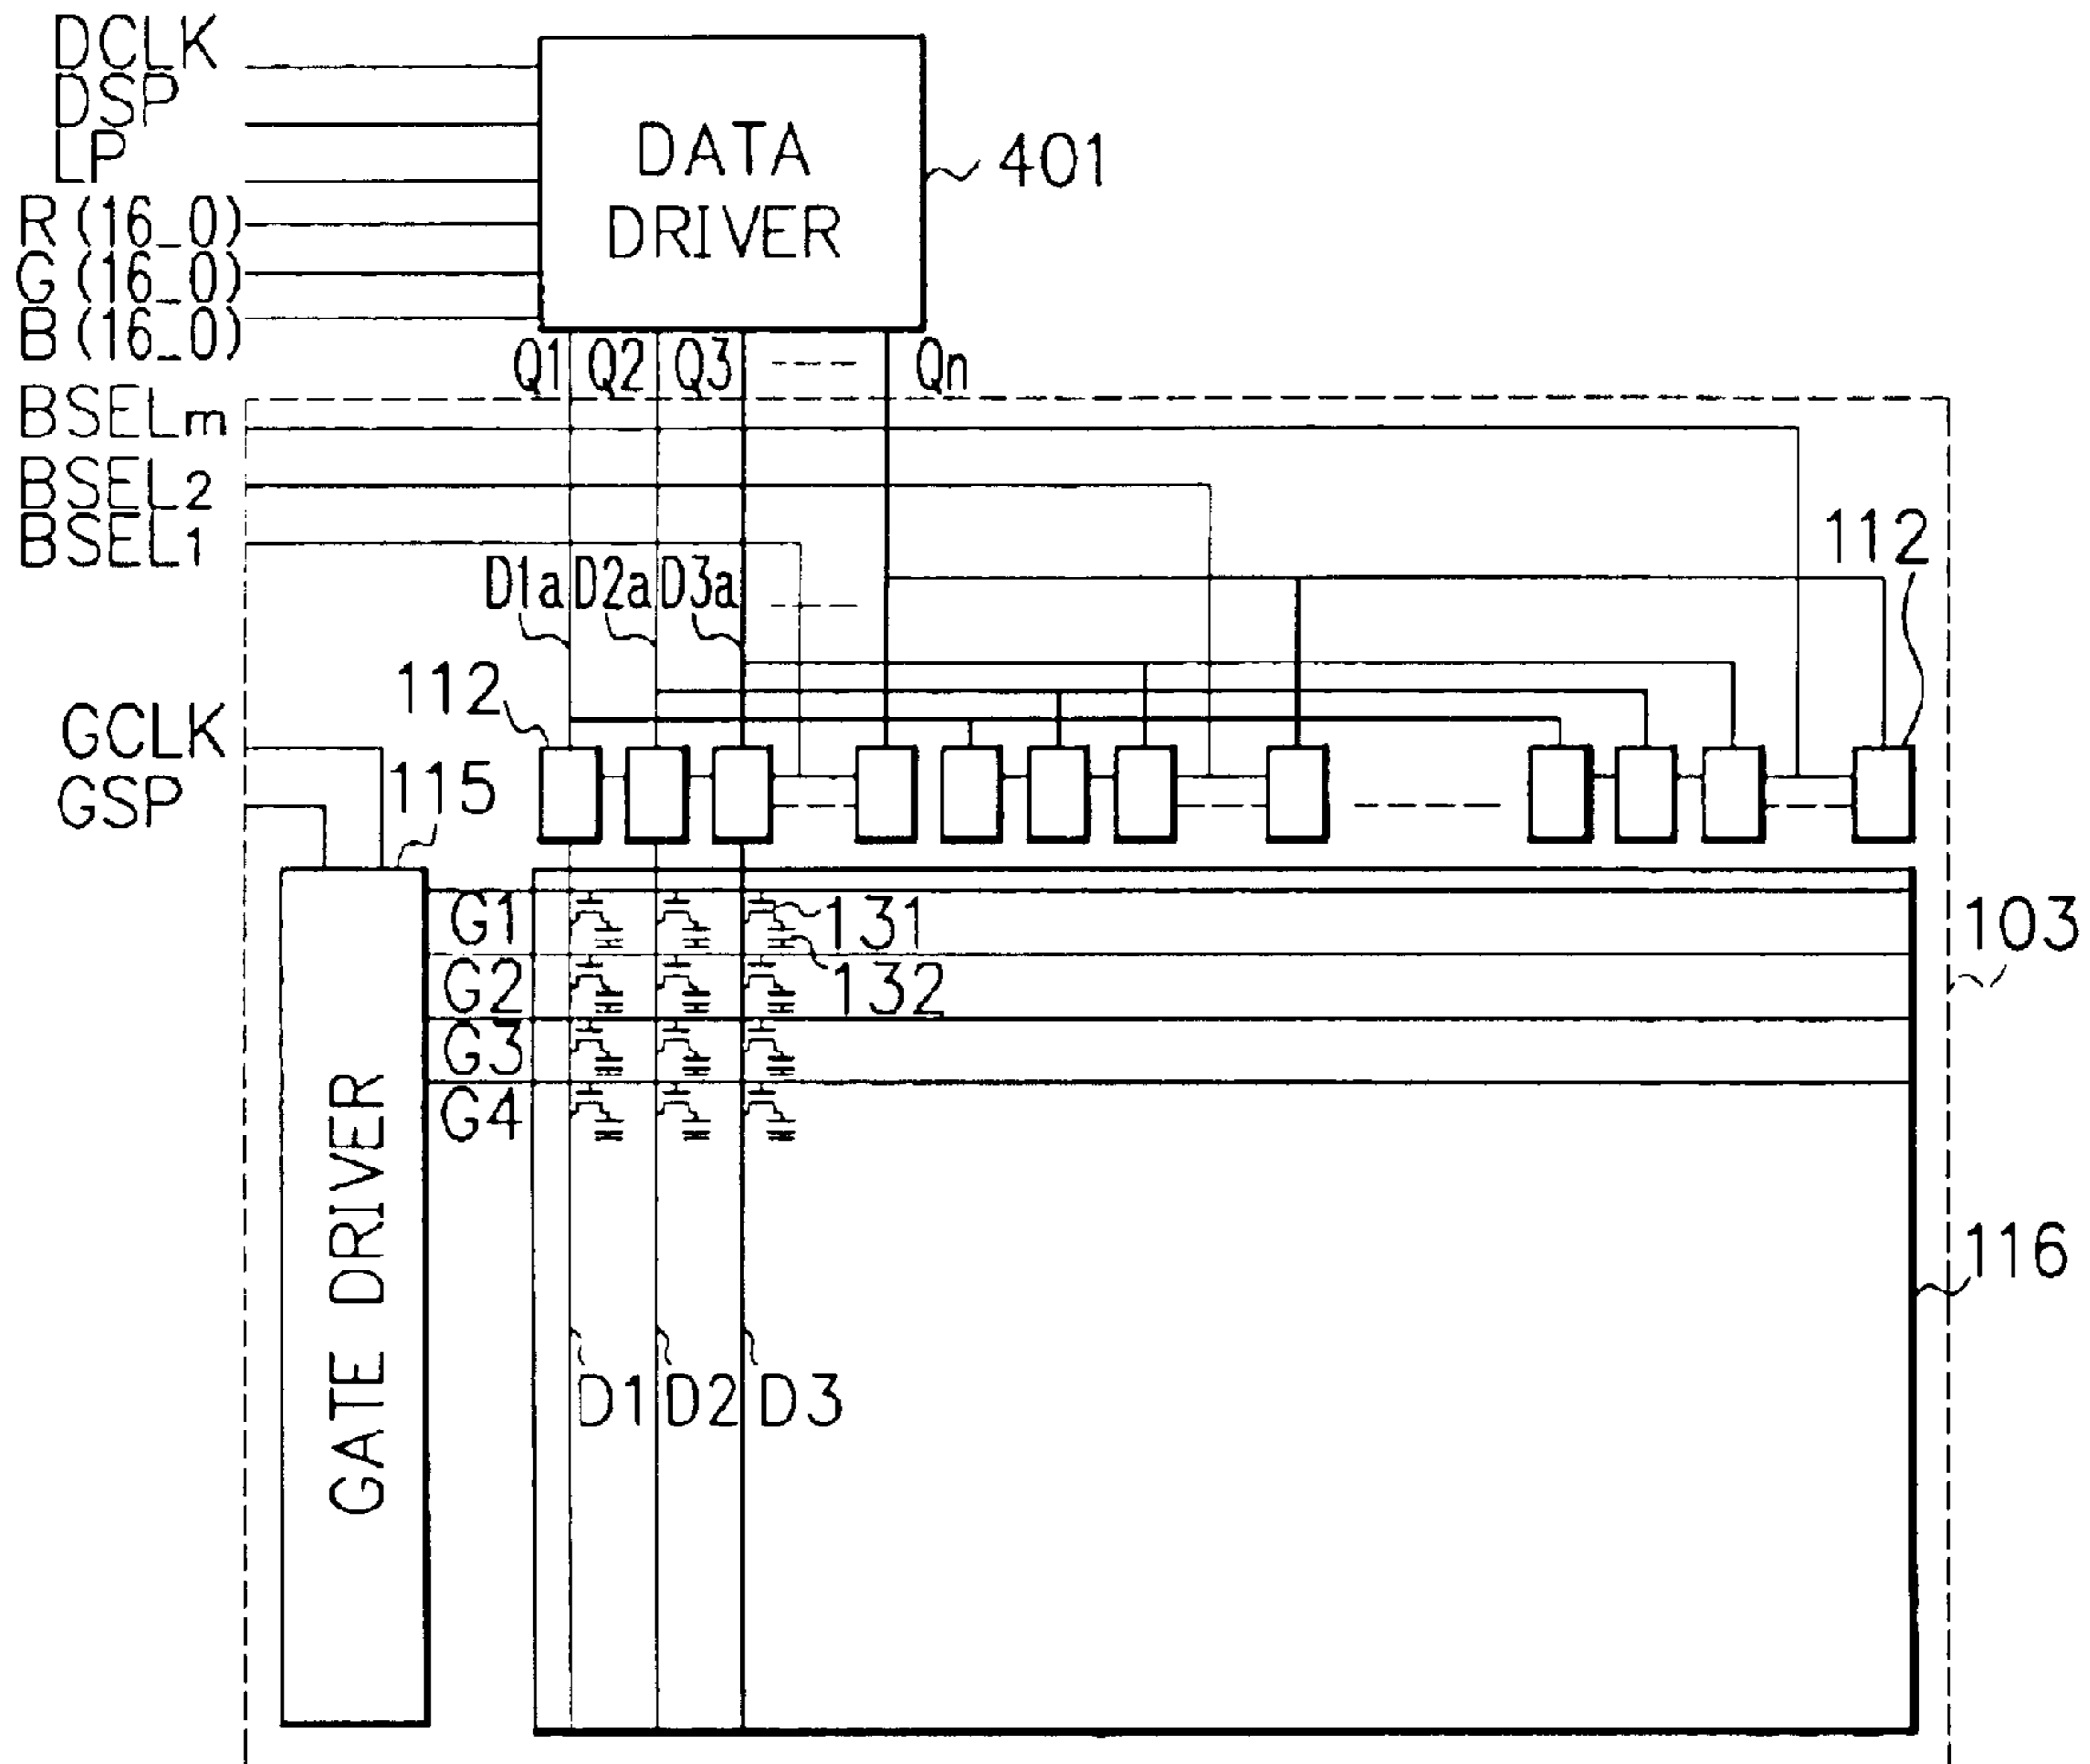 DCLK
DSP
LP
R(16_0)
G(16_0)
B(16_0)
DATA
DRIVER
401
Q1 Q2 Q3 Qn
BSELm
BSEL2
BSEL1
D1a D2a D3a
112
112
GCLK
GSP
115
G1
G2
G3
G4
131
132
103
116
GATE DRIVER
D1 D2 D3